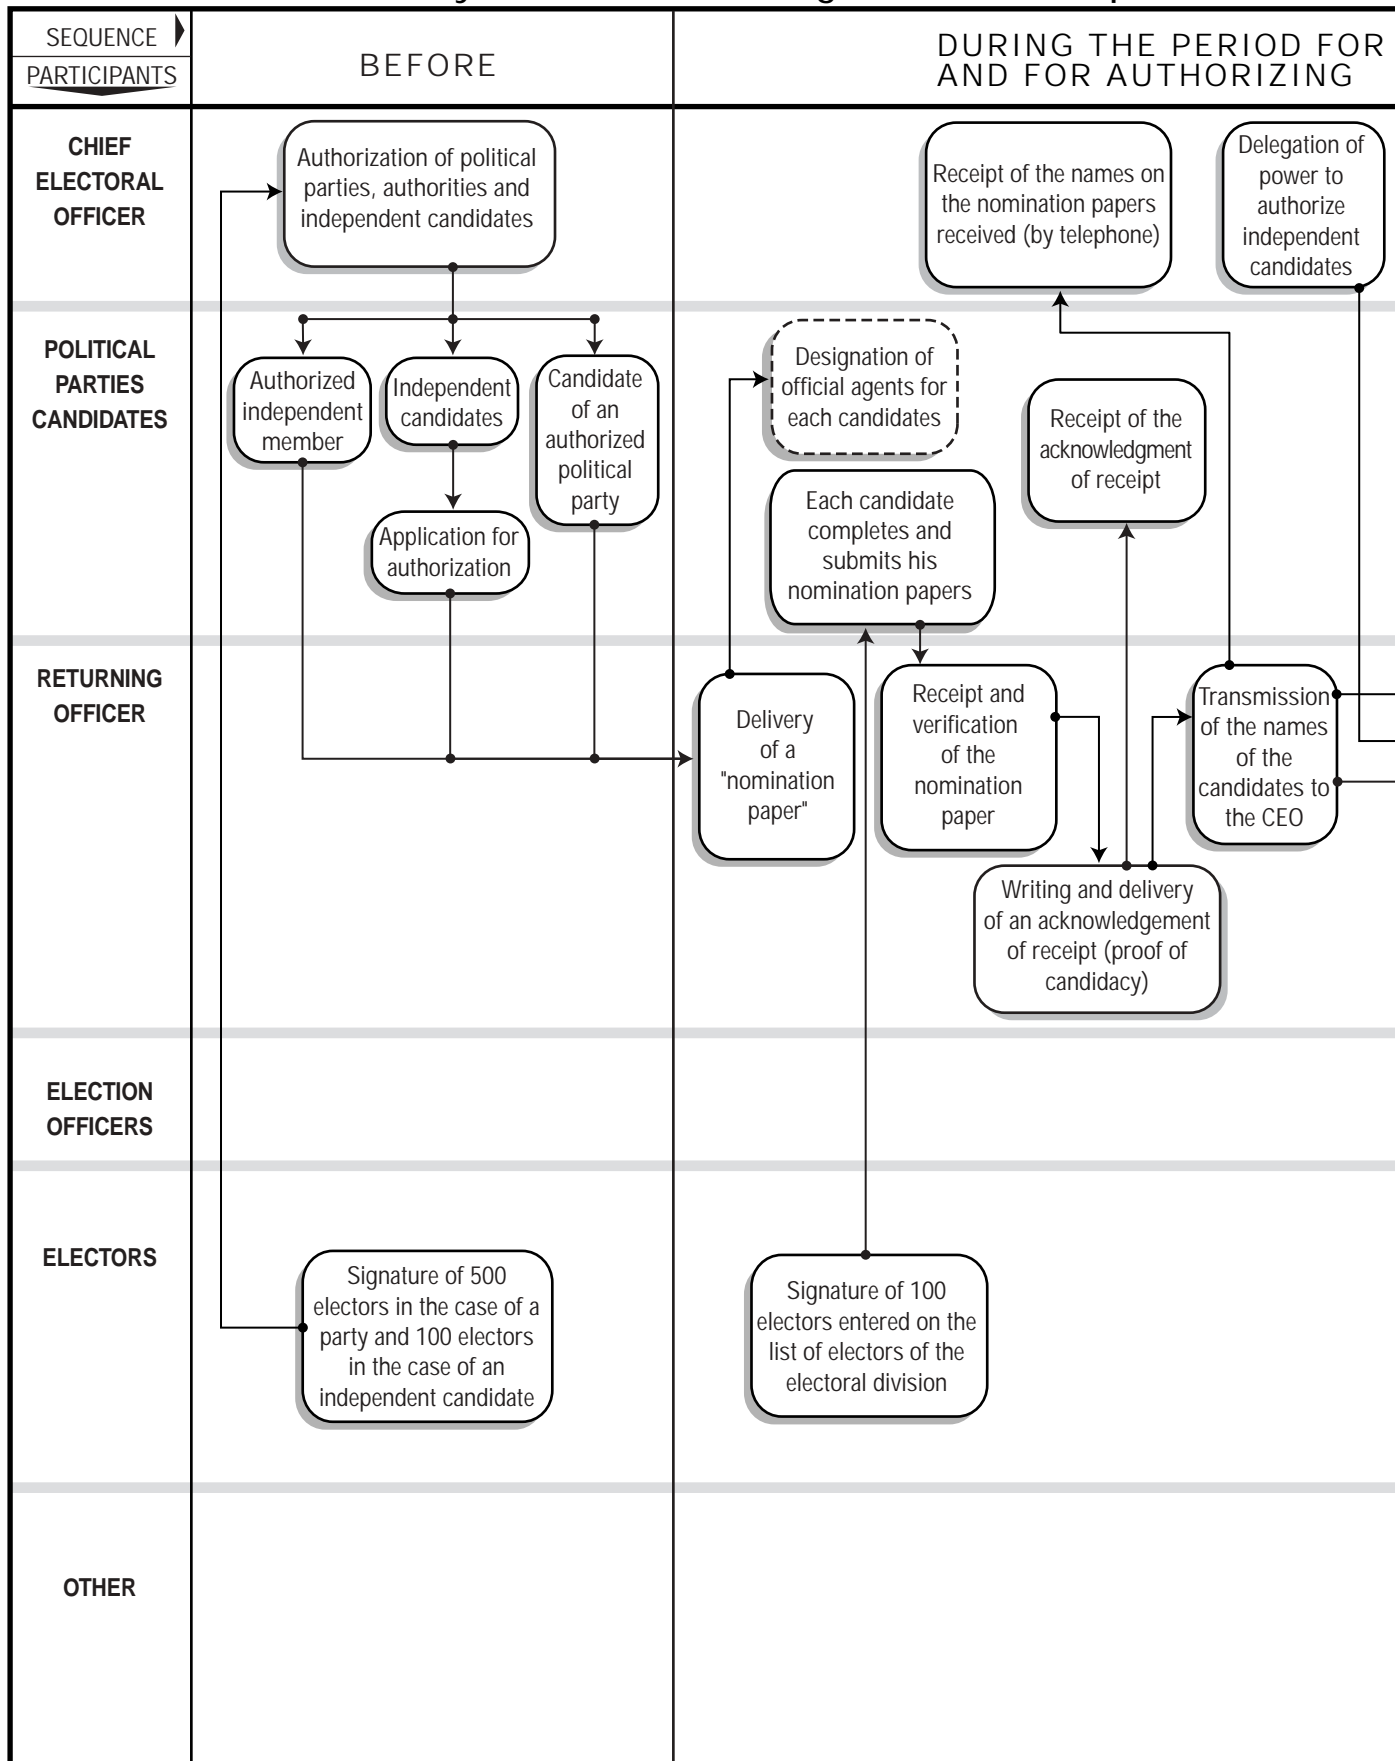 SEQUENCE
PARTICIPANTS
BEFORE
DURING THE PERIOD FOR
AND FOR AUTHORIZING
CHIEF
ELECTORAL
OFFICER
Authorization of political
parties, authorities and
independent candidates
Receipt of the names on
the nomination papers
received (by telephone)
Delegation of
power to
authorize
independent
candidates
POLITICAL
PARTIES
CANDIDATES
Authorized
independent
member
Independent
candidates
Candidate
of an
authorized
political
party
Application for
authorization
Designation of
official agents for
each candidates
Each candidate
completes and
submits his
nomination papers
Receipt of the
acknowledgment
of receipt
RETURNING
OFFICER
Delivery
of a
"nomination
paper"
Receipt and
verification
of the
nomination
paper
Transmission
of the names
of the
candidates to
the CEO
Writing and delivery
of an acknowledgement
of receipt (proof of
candidacy)
ELECTION
OFFICERS
ELECTORS
Signature of 500
electors in the case of a
party and 100 electors
in the case of an
independent candidate
Signature of 100
electors entered on the
list of electors of the
electoral division
OTHER